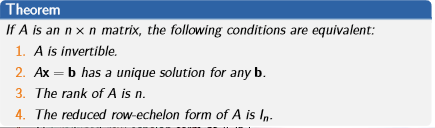 Theorem
If A is an n × n matrix, the following conditions are equivalent:
1. A is invertible.
2. Ax = b has a unique solution for any b.
3. The rank of A is n.
4. The reduced row-echelon form of A is Iₙ.